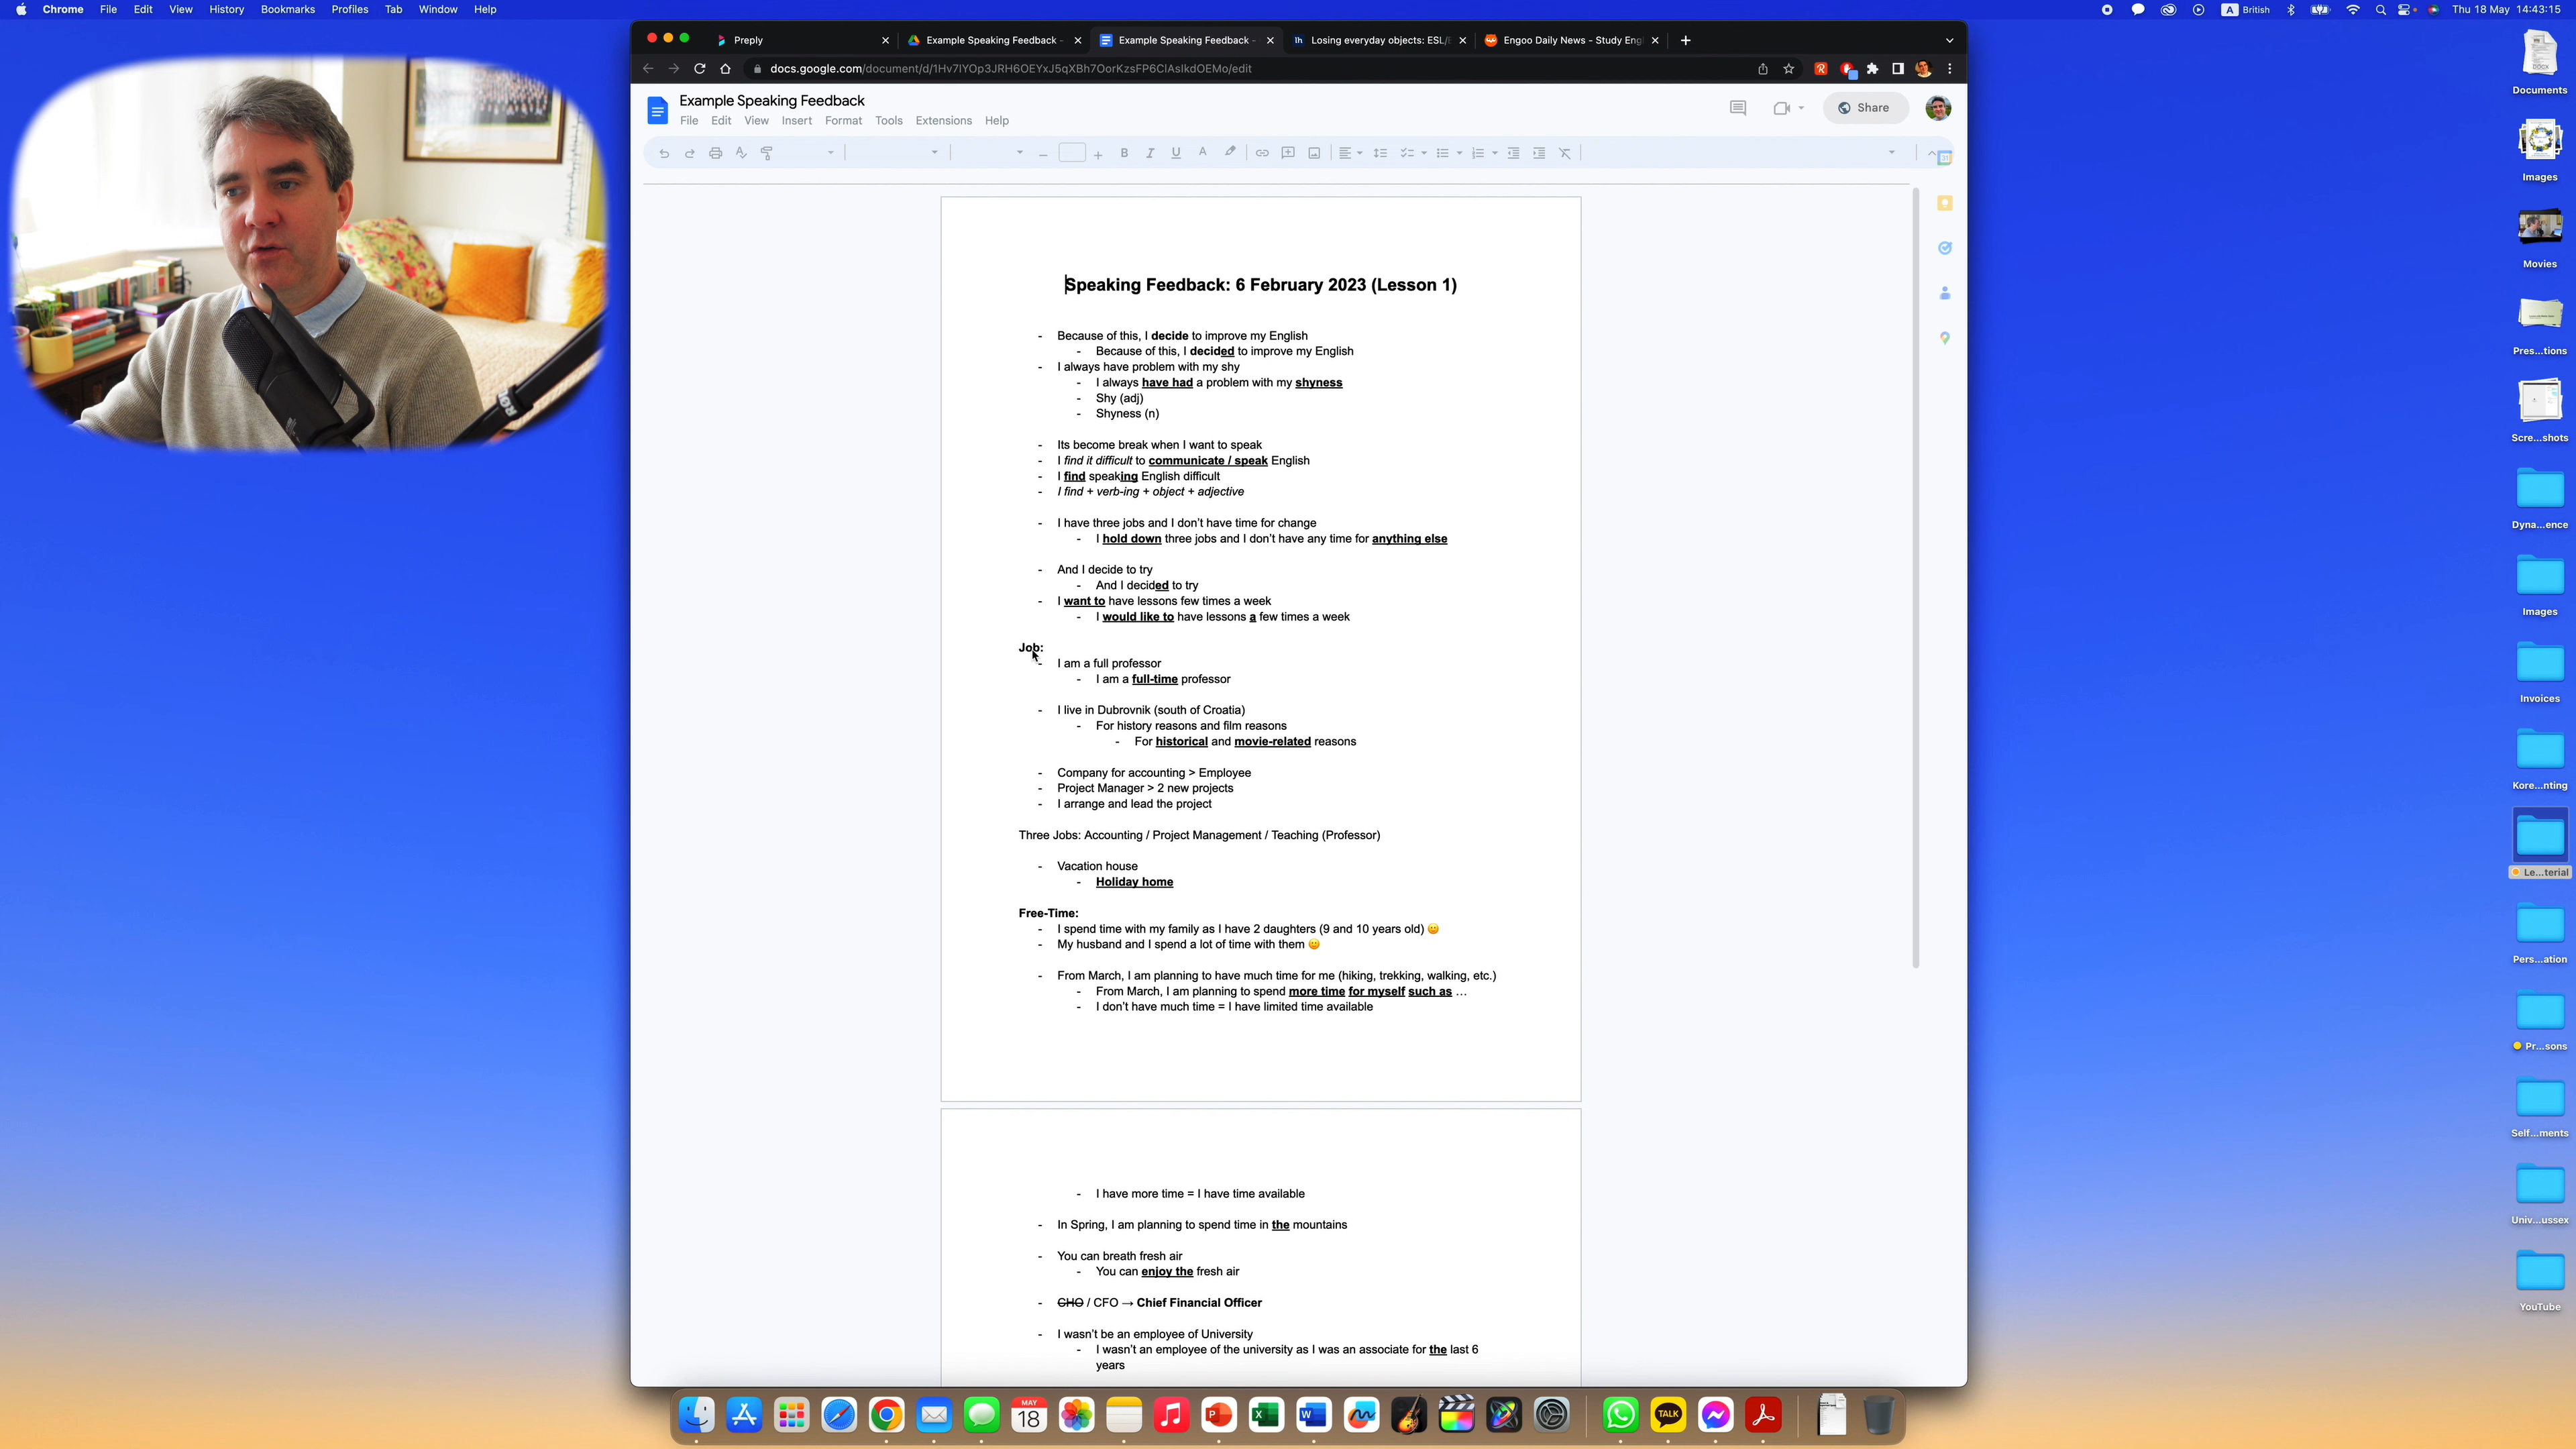 Chrome File Edit View History Bookmarks Profiles Tab Window Help
A British Thu 18 May 14:43:15
Preply
Example Speaking Feedback -
Example Speaking Feedback -
1h Losing everyday objects: ESL/E
Engoo Daily News - Study Engl
docs.google.com/document/d/1Hv7IYOp3JRH6OEYxJ5qXBh7OorKzsFP6ClAsIkdOEMo/edit
Example Speaking Feedback
File Edit View Insert Format Tools Extensions Help
Share
Speaking Feedback: 6 February 2023 (Lesson 1)
- Because of this, I decide to improve my English
- Because of this, I decided to improve my English
- I always have problem with my shy
- I always have had a problem with my shyness
- Shy (adj)
- Shyness (n)
- Its become break when I want to speak
- I find it difficult to communicate / speak English
- I find speaking English difficult
- I find + verb-ing + object + adjective
- I have three jobs and I don't have time for change
- I hold down three jobs and I don't have any time for anything else
- And I decide to try
- And I decided to try
- I want to have lessons few times a week
- I would like to have lessons a few times a week
Job:
- I am a full professor
- I am a full-time professor
- I live in Dubrovnik (south of Croatia)
- For history reasons and film reasons
- For historical and movie-related reasons
- Company for accounting > Employee
- Project Manager > 2 new projects
- I arrange and lead the project
Three Jobs: Accounting / Project Management / Teaching (Professor)
- Vacation house
- Holiday home
Free-Time:
- I spend time with my family as I have 2 daughters (9 and 10 years old) 🙂
- My husband and I spend a lot of time with them 🙂
- From March, I am planning to have much time for me (hiking, trekking, walking, etc.)
- From March, I am planning to spend more time for myself such as …
- I don't have much time = I have limited time available
- I have more time = I have time available
- In Spring, I am planning to spend time in the mountains
- You can breath fresh air
- You can enjoy the fresh air
- CHO / CFO → Chief Financial Officer
- I wasn't be an employee of University
- I wasn't an employee of the university as I was an associate for the last 6
years
Documents
Images
Movies
Pres...tions
Scre...shots
Dyna...ence
Images
Invoices
Kore...nting
Le...terial
Pers...ation
Pr...sons
Self...ments
Univ...ussex
YouTube
MAY
18
TALK